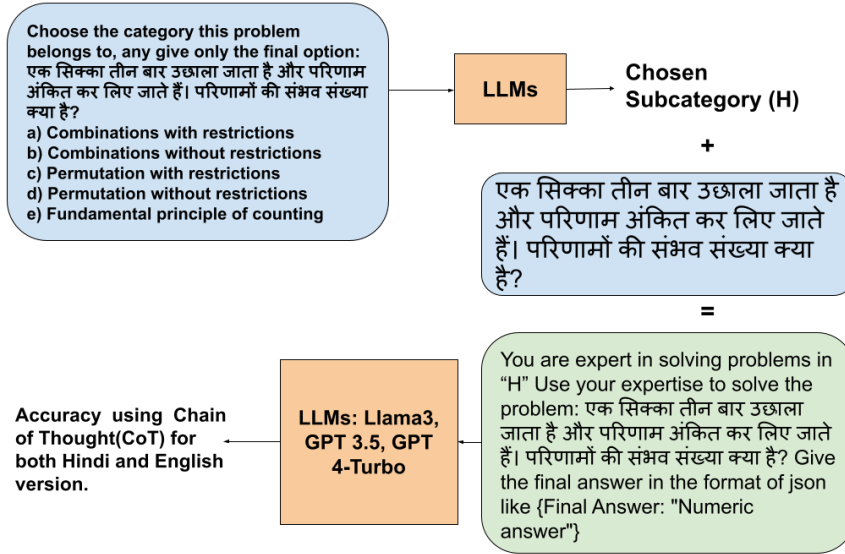 Choose the category this problem
belongs to, any give only the final option:
एक सिक्का तीन बार उछाला जाता है और परिणाम
अंकित कर लिए जाते हैं। परिणामों की संभव संख्या
क्या है?
a) Combinations with restrictions
b) Combinations without restrictions
c) Permutation with restrictions
d) Permutation without restrictions
e) Fundamental principle of counting
LLMs
Chosen
Subcategory (H)
+
एक सिक्का तीन बार उछाला जाता है
और परिणाम अंकित कर लिए जाते
हैं। परिणामों की संभव संख्या क्या
है?
=
You are expert in solving problems in
“H” Use your expertise to solve the
problem: एक सिक्का तीन बार उछाला
जाता है और परिणाम अंकित कर लिए जाते
हैं। परिणामों की संभव संख्या क्या है? Give
the final answer in the format of json
like {Final Answer: "Numeric
answer"}
LLMs: Llama3,
GPT 3.5, GPT
4-Turbo
Accuracy using Chain
of Thought(CoT) for
both Hindi and English
version.